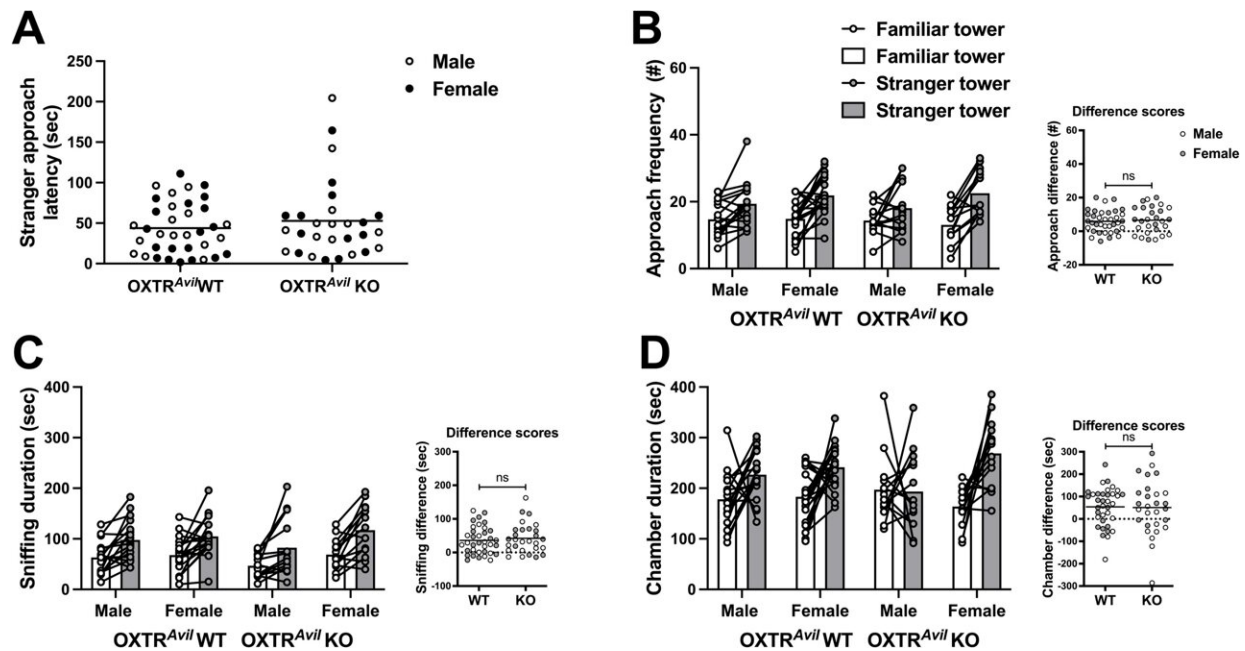 A
Stranger approach
latency (sec)
250
200
150
100
50
0
Male
Female
OXTR^Avil WT
OXTR^Avil KO
B
Familiar tower
Familiar tower
Stranger tower
Stranger tower
Approach frequency (#)
60
40
20
0
Male
Female
Male
Female
OXTR^Avil WT
OXTR^Avil KO
Difference scores
Approach difference (#)
60
40
20
0
-20
ns
Male
Female
WT
KO
C
Sniffing duration (sec)
400
300
200
100
0
Male
Female
Male
Female
OXTR^Avil WT
OXTR^Avil KO
Difference scores
Sniffing difference (sec)
300
200
100
0
-100
ns
WT
KO
D
Chamber duration (sec)
400
300
200
100
0
Male
Female
Male
Female
OXTR^Avil WT
OXTR^Avil KO
Difference scores
Chamber difference (sec)
300
200
100
0
-100
-200
-300
ns
WT
KO